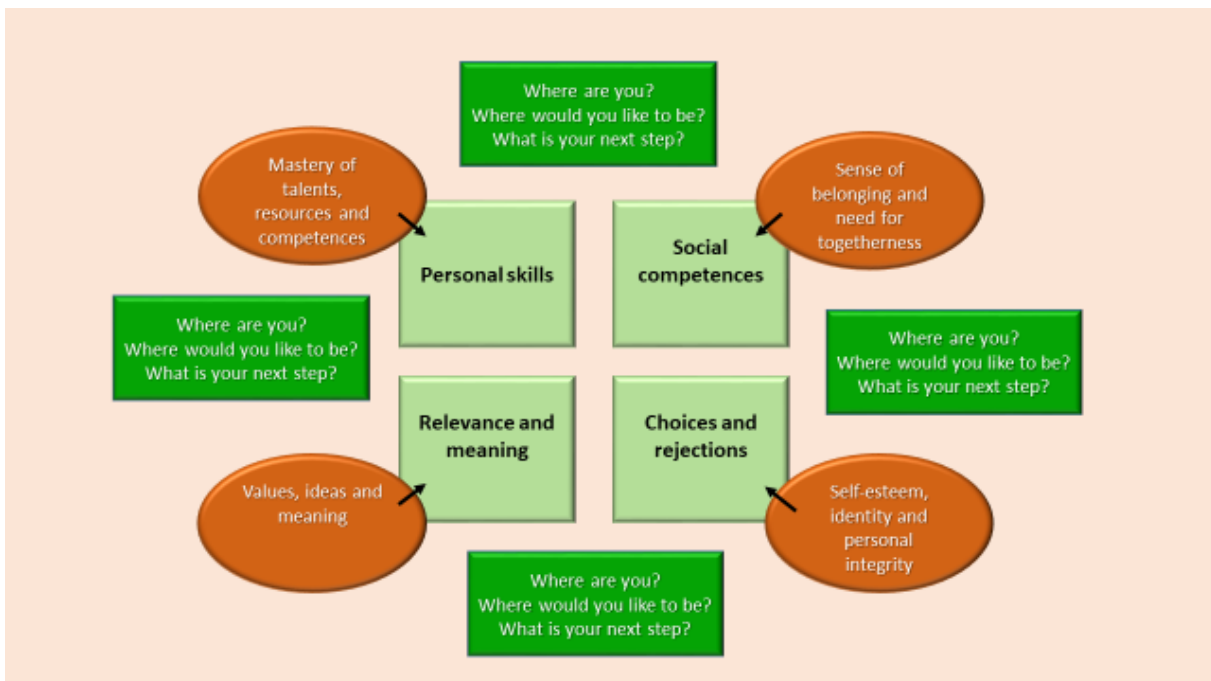 Where are you?
Where would you like to be?
What is your next step?
Mastery of
talents,
resources and
competences
Sense of
belonging and
need for
togetherness
Personal skills
Social
competences
Where are you?
Where would you like to be?
What is your next step?
Where are you?
Where would you like to be?
What is your next step?
Relevance and
meaning
Choices and
rejections
Values, ideas and
meaning
Self-esteem,
identity and
personal
integrity
Where are you?
Where would you like to be?
What is your next step?